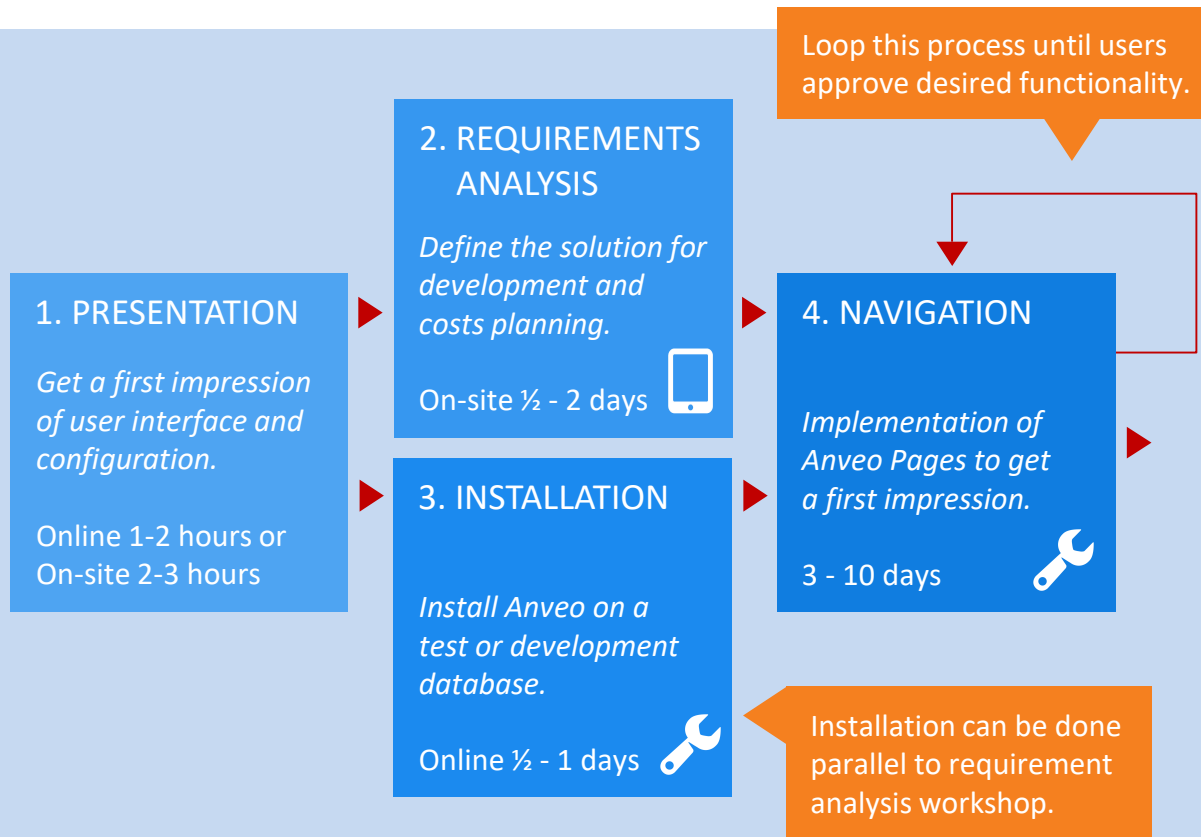 Loop this process until users
approve desired functionality.
2. REQUIREMENTS
ANALYSIS
Define the solution for
development and
costs planning.
On-site ½ - 2 days
1. PRESENTATION
Get a first impression
of user interface and
configuration.
Online 1-2 hours or
On-site 2-3 hours
3. INSTALLATION
Install Anveo on a
test or development
database.
Online ½ - 1 days
4. NAVIGATION
Implementation of
Anveo Pages to get
a first impression.
3 - 10 days
Installation can be done
parallel to requirement
analysis workshop.